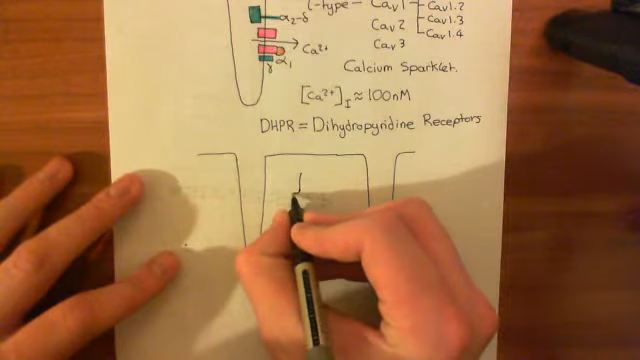 L-type — Cav1 Cav1.2
Cav1.3
Cav1.4
Cav2
Cav3
α2-δ
Ca2+
α1
γ
Calcium Sparklet.
[Ca2+]I ≈ 100nM
DHPR = Dihydropyridine Receptors